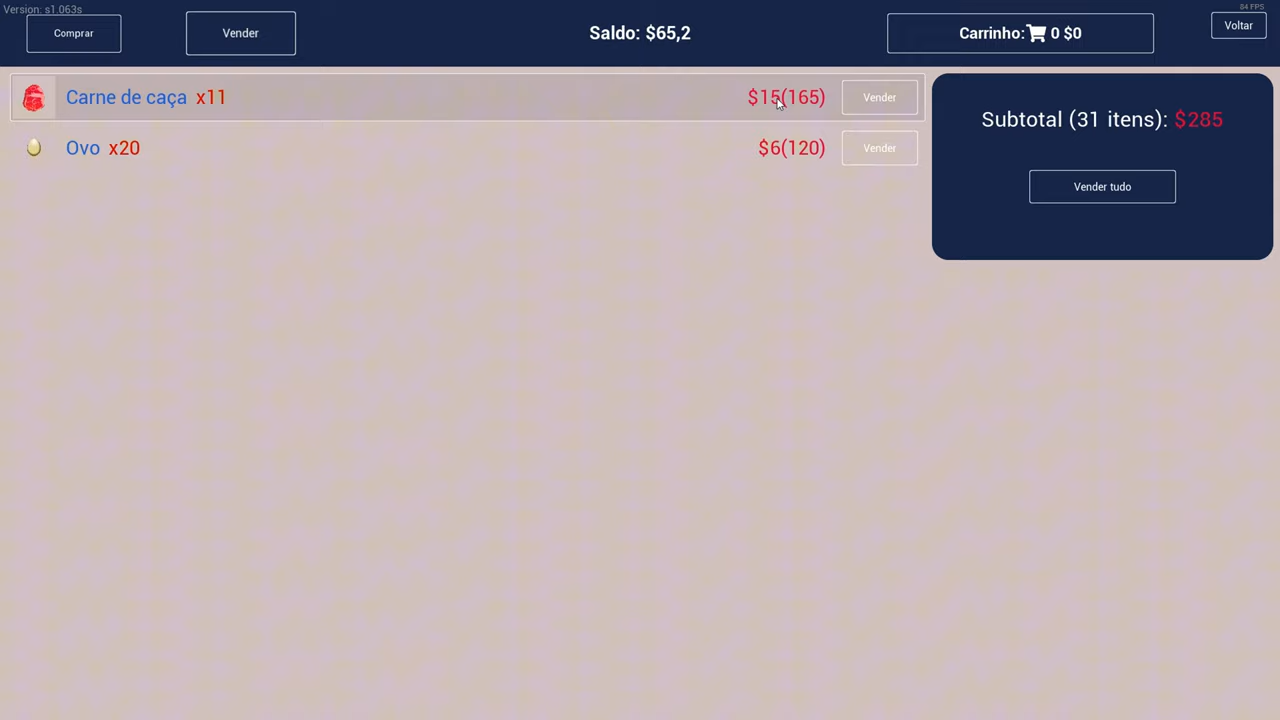 Version: s1.063s
84 FPS
Comprar
Vender
Saldo: $65,2
Carrinho: 0 $0
Voltar
Carne de caça x11 $15(165) Vender
Ovo x20 $6(120) Vender
Subtotal (31 itens): $285
Vender tudo